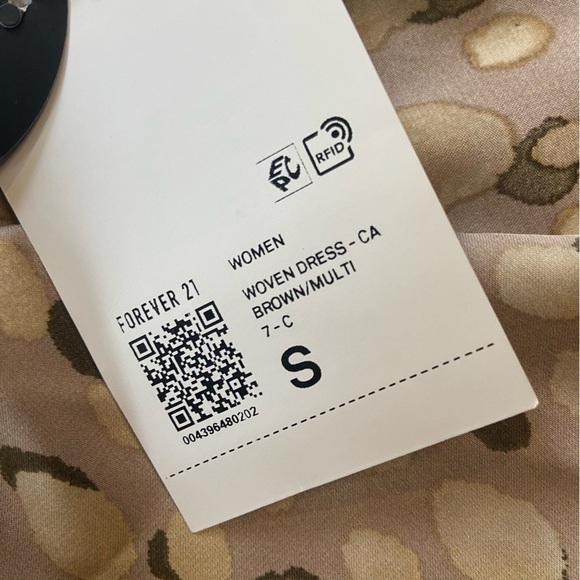 EPC
RFID
WOMEN
WOVEN DRESS - CA
BROWN/MULTI
7 - C
S
FOREVER 21
004396480202